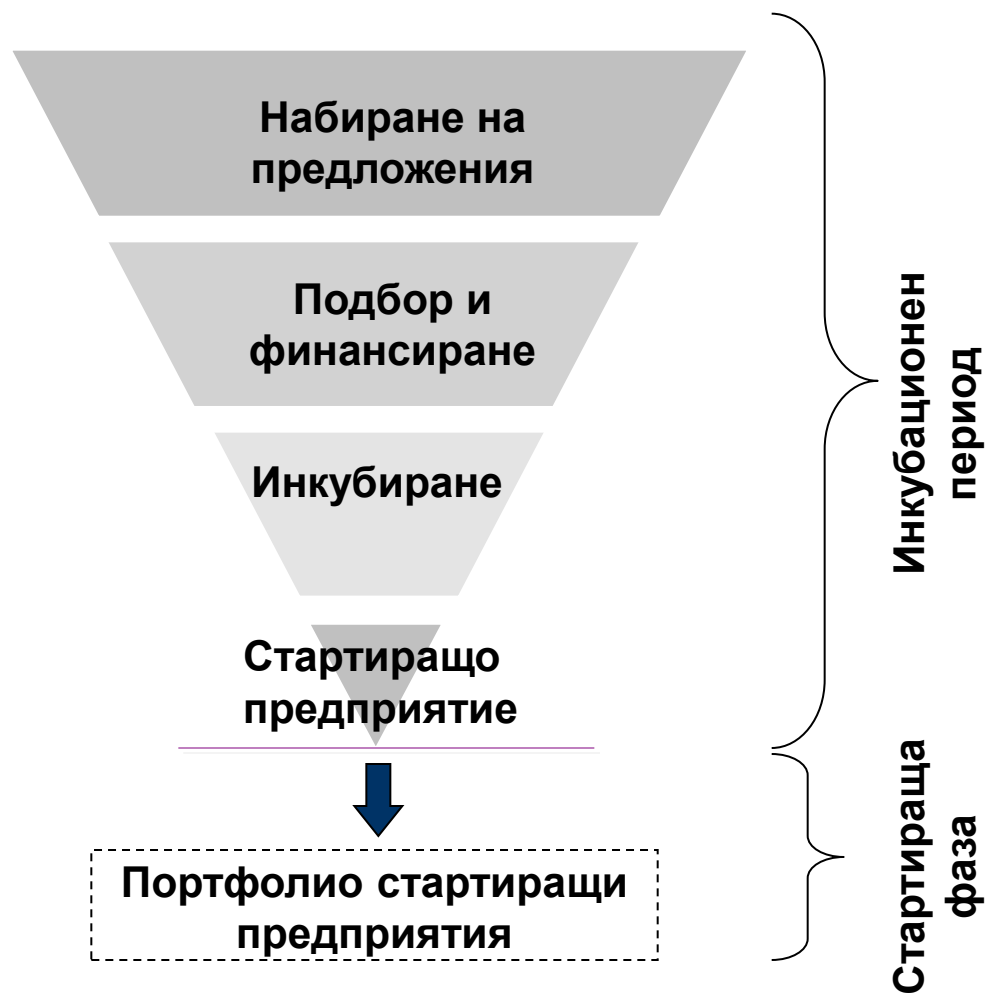 Набиране на
предложения
Подбор и
финансиране
Инкубиране
Стартиращо
предприятие
Инкубационен
период
Портфолио стартиращи
предприятия
Стартираща
фаза